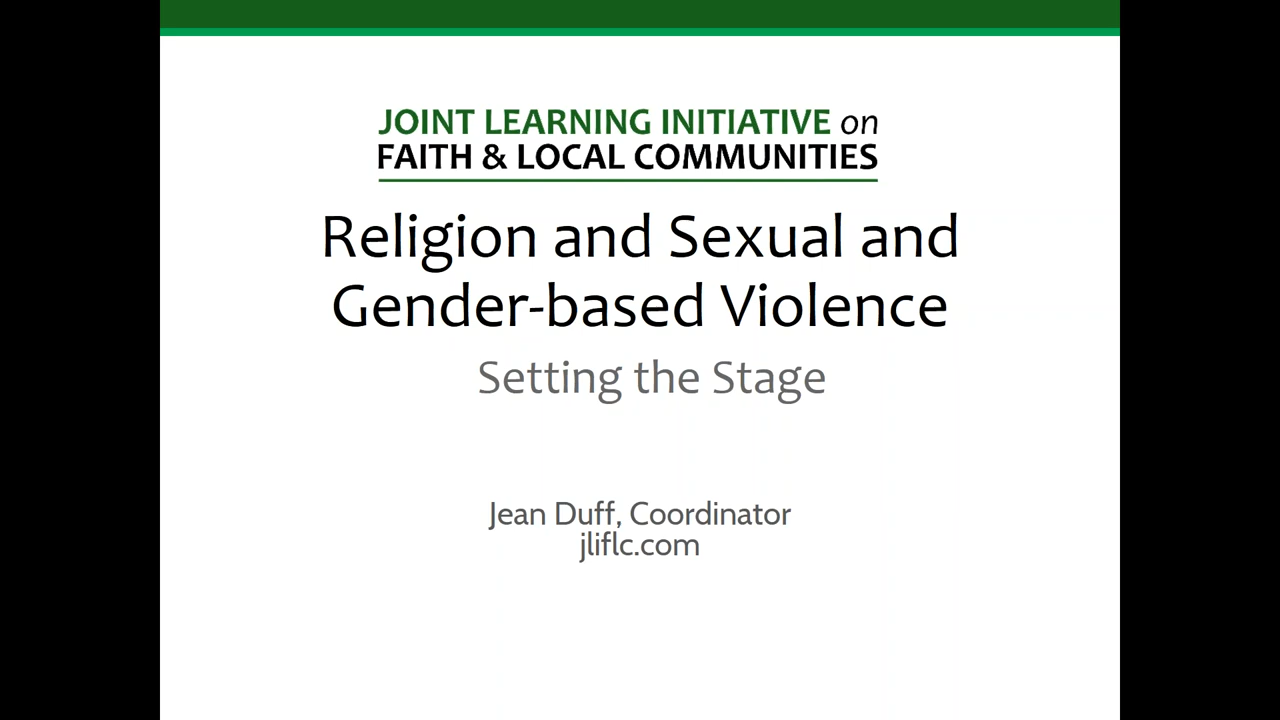 JOINT LEARNING INITIATIVE on
FAITH & LOCAL COMMUNITIES
Religion and Sexual and
Gender-based Violence
Setting the Stage
Jean Duff, Coordinator
jliflc.com